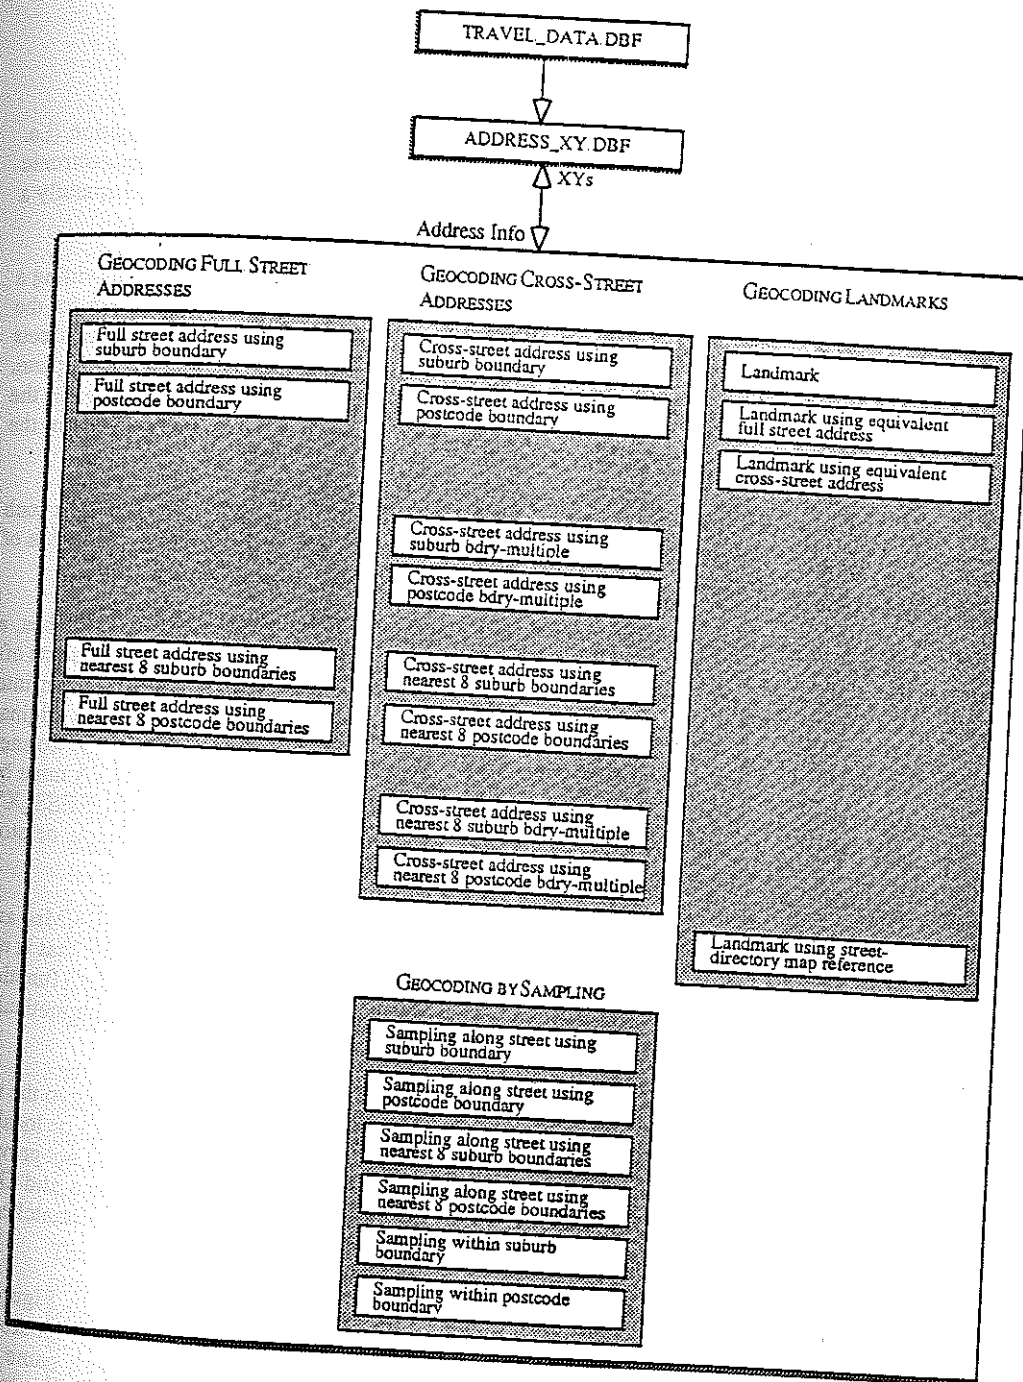 TRAVEL_DATA.DBF
ADDRESS_XY.DBF
XYs
Address Info
GEOCODING FULL STREET
ADDRESSES
Full street address using
suburb boundary
Full street address using
postcode boundary
Full street address using
nearest 8 suburb boundaries
Full street address using
nearest 8 postcode boundaries
GEOCODING CROSS-STREET
ADDRESSES
Cross-street address using
suburb boundary
Cross-street address using
postcode boundary
Cross-street address using
suburb bdry-multiple
Cross-street address using
postcode bdry-multiple
Cross-street address using
nearest 8 suburb boundaries
Cross-street address using
nearest 8 postcode boundaries
Cross-street address using
nearest 8 suburb bdry-multiple
Cross-street address using
nearest 8 postcode bdry-multiple
GEOCODING LANDMARKS
Landmark
Landmark using equivalent
full street address
Landmark using equivalent
cross-street address
Landmark using street-
directory map reference
GEOCODING BY SAMPLING
Sampling along street using
suburb boundary
Sampling along street using
postcode boundary
Sampling along street using
nearest 8 suburb boundaries
Sampling along street using
nearest 8 postcode boundaries
Sampling within suburb
boundary
Sampling within postcode
boundary